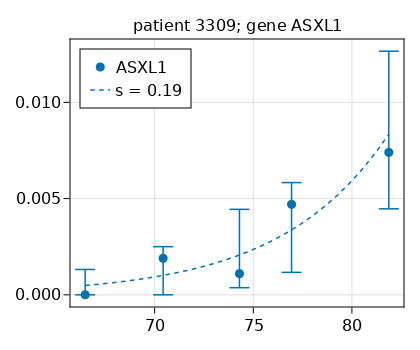 patient 3309; gene ASXL1
ASXL1
s = 0.19
0.010
0.005
0.000
70
75
80